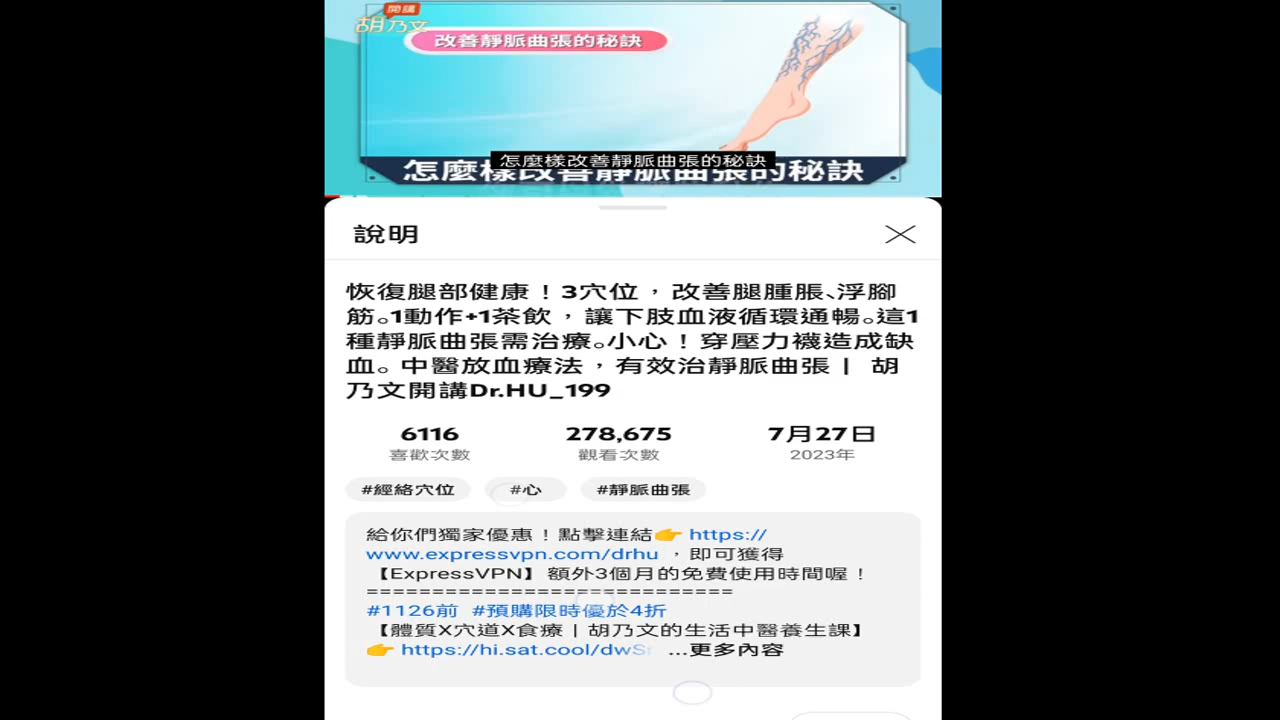 開講
胡乃文
改善靜脈曲張的秘訣
怎麼樣改善靜脈曲張的秘訣
怎麼樣改善靜脈曲張的秘訣
說明
恢復腿部健康！3穴位，改善腿腫脹、浮腳
筋。1動作+1茶飲，讓下肢血液循環通暢。這1
種靜脈曲張需治療。小心！穿壓力襪造成缺
血。中醫放血療法，有效治靜脈曲張| 胡
乃文開講Dr.HU_199
6116 278,675 7月27日
喜歡次數 觀看次數 2023年
#經絡穴位 #心 #靜脈曲張
給你們獨家優惠！點擊連結👉 https://
www.expressvpn.com/drhu ，即可獲得
【ExpressVPN】額外3個月的免費使用時間喔！
===========================
#1126前 #預購限時優於4折
【體質X穴道X食療 | 胡乃文的生活中醫養生課】
👉 https://hi.sat.cool/dwS ...更多內容